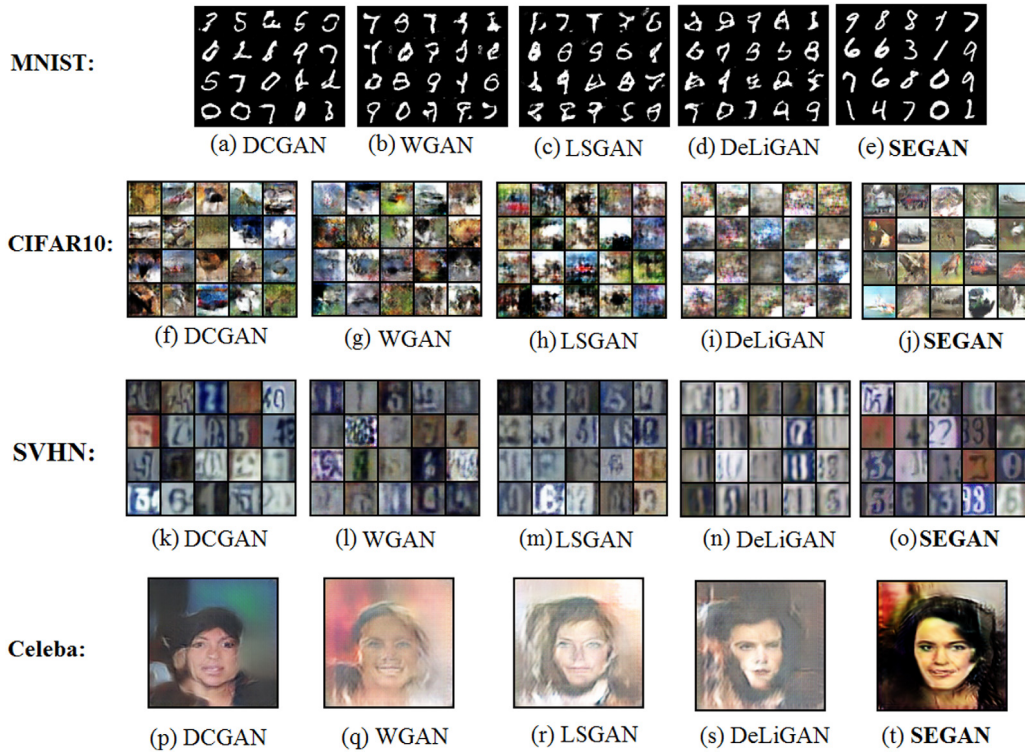 MNIST:
(a) DCGAN (b) WGAN (c) LSGAN (d) DeLiGAN (e) SEGAN
CIFAR10:
(f) DCGAN (g) WGAN (h) LSGAN (i) DeLiGAN (j) SEGAN
SVHN:
(k) DCGAN (l) WGAN (m) LSGAN (n) DeLiGAN (o) SEGAN
Celeba:
(p) DCGAN (q) WGAN (r) LSGAN (s) DeLiGAN (t) SEGAN